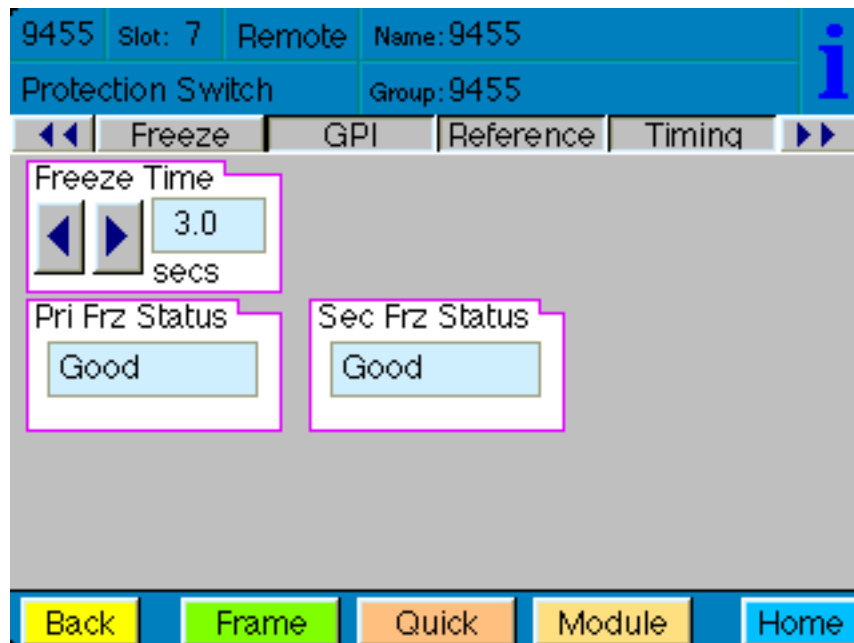 9455 Slot: 7 Remote Name: 9455
Protection Switch Group: 9455
Freeze GPI Reference Timing
Freeze Time
3.0
secs
Pri Frz Status Sec Frz Status
Good Good
Back Frame Quick Module Home